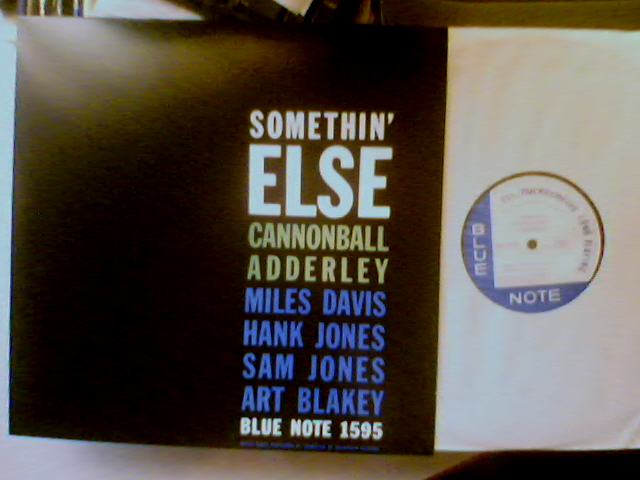 SOMETHIN'
ELSE
CANNONBALL
ADDERLEY
MILES DAVIS
HANK JONES
SAM JONES
ART BLAKEY
BLUE NOTE 1595
BLUE
NOTE